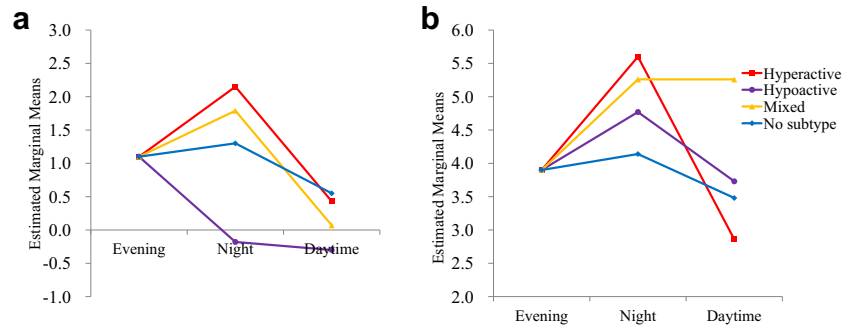 a
Estimated Marginal Means
3.0
2.5
2.0
1.5
1.0
0.5
0.0
-0.5
-1.0
Evening Night Daytime
b
Estimated Marginal Means
6.0
5.5
5.0
4.5
4.0
3.5
3.0
2.5
2.0
Evening Night Daytime
Hyperactive
Hypoactive
Mixed
No subtype